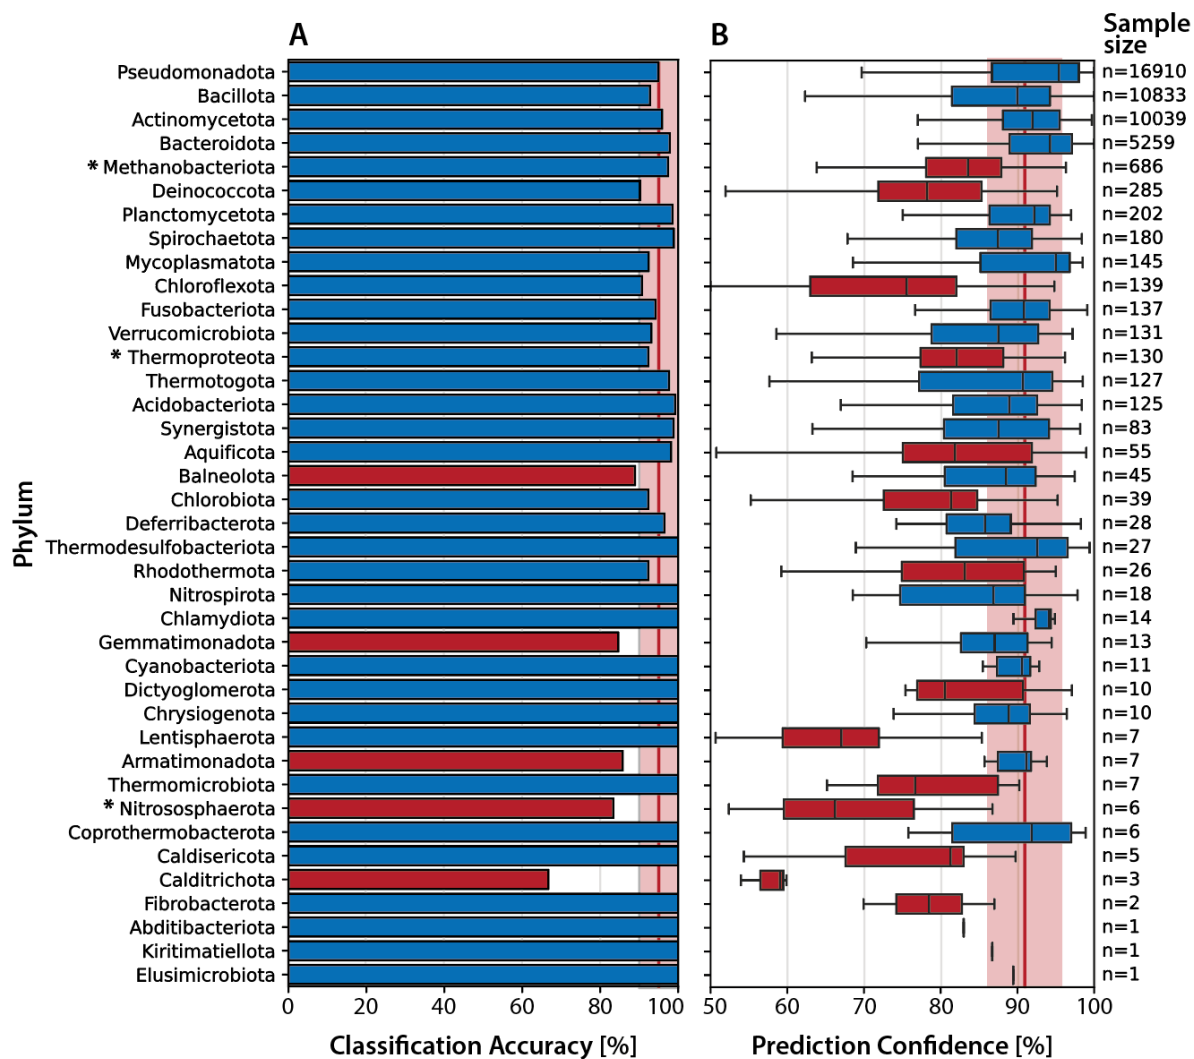 A
B
Sample
size
Pseudomonadota n=16910
Bacillota n=10833
Actinomycetota n=10039
Bacteroidota n=5259
* Methanobacteriota n=686
Deinococcota n=285
Planctomycetota n=202
Spirochaetota n=180
Mycoplasmatota n=145
Chloroflexota n=139
Fusobacteriota n=137
Verrucomicrobiota n=131
* Thermoproteota n=130
Thermotogota n=127
Acidobacteriota n=125
Synergistota n=83
Aquificota n=55
Balneolota n=45
Chlorobiota n=39
Deferribacterota n=28
Thermodesulfobacteriota n=27
Rhodothermota n=26
Nitrospirota n=18
Chlamydiota n=14
Gemmatimonadota n=13
Cyanobacteriota n=11
Dictyoglomerota n=10
Chrysiogenota n=10
Lentisphaerota n=7
Armatimonadota n=7
Thermomicrobiota n=7
* Nitrososphaerota n=6
Coprothermobacterota n=6
Caldisericota n=5
Calditrichota n=3
Fibrobacterota n=2
Abditibacteriota n=1
Kiritimatiellota n=1
Elusimicrobiota n=1
Phylum
0 20 40 60 80 100
50 60 70 80 90 100
Classification Accuracy [%]
Prediction Confidence [%]